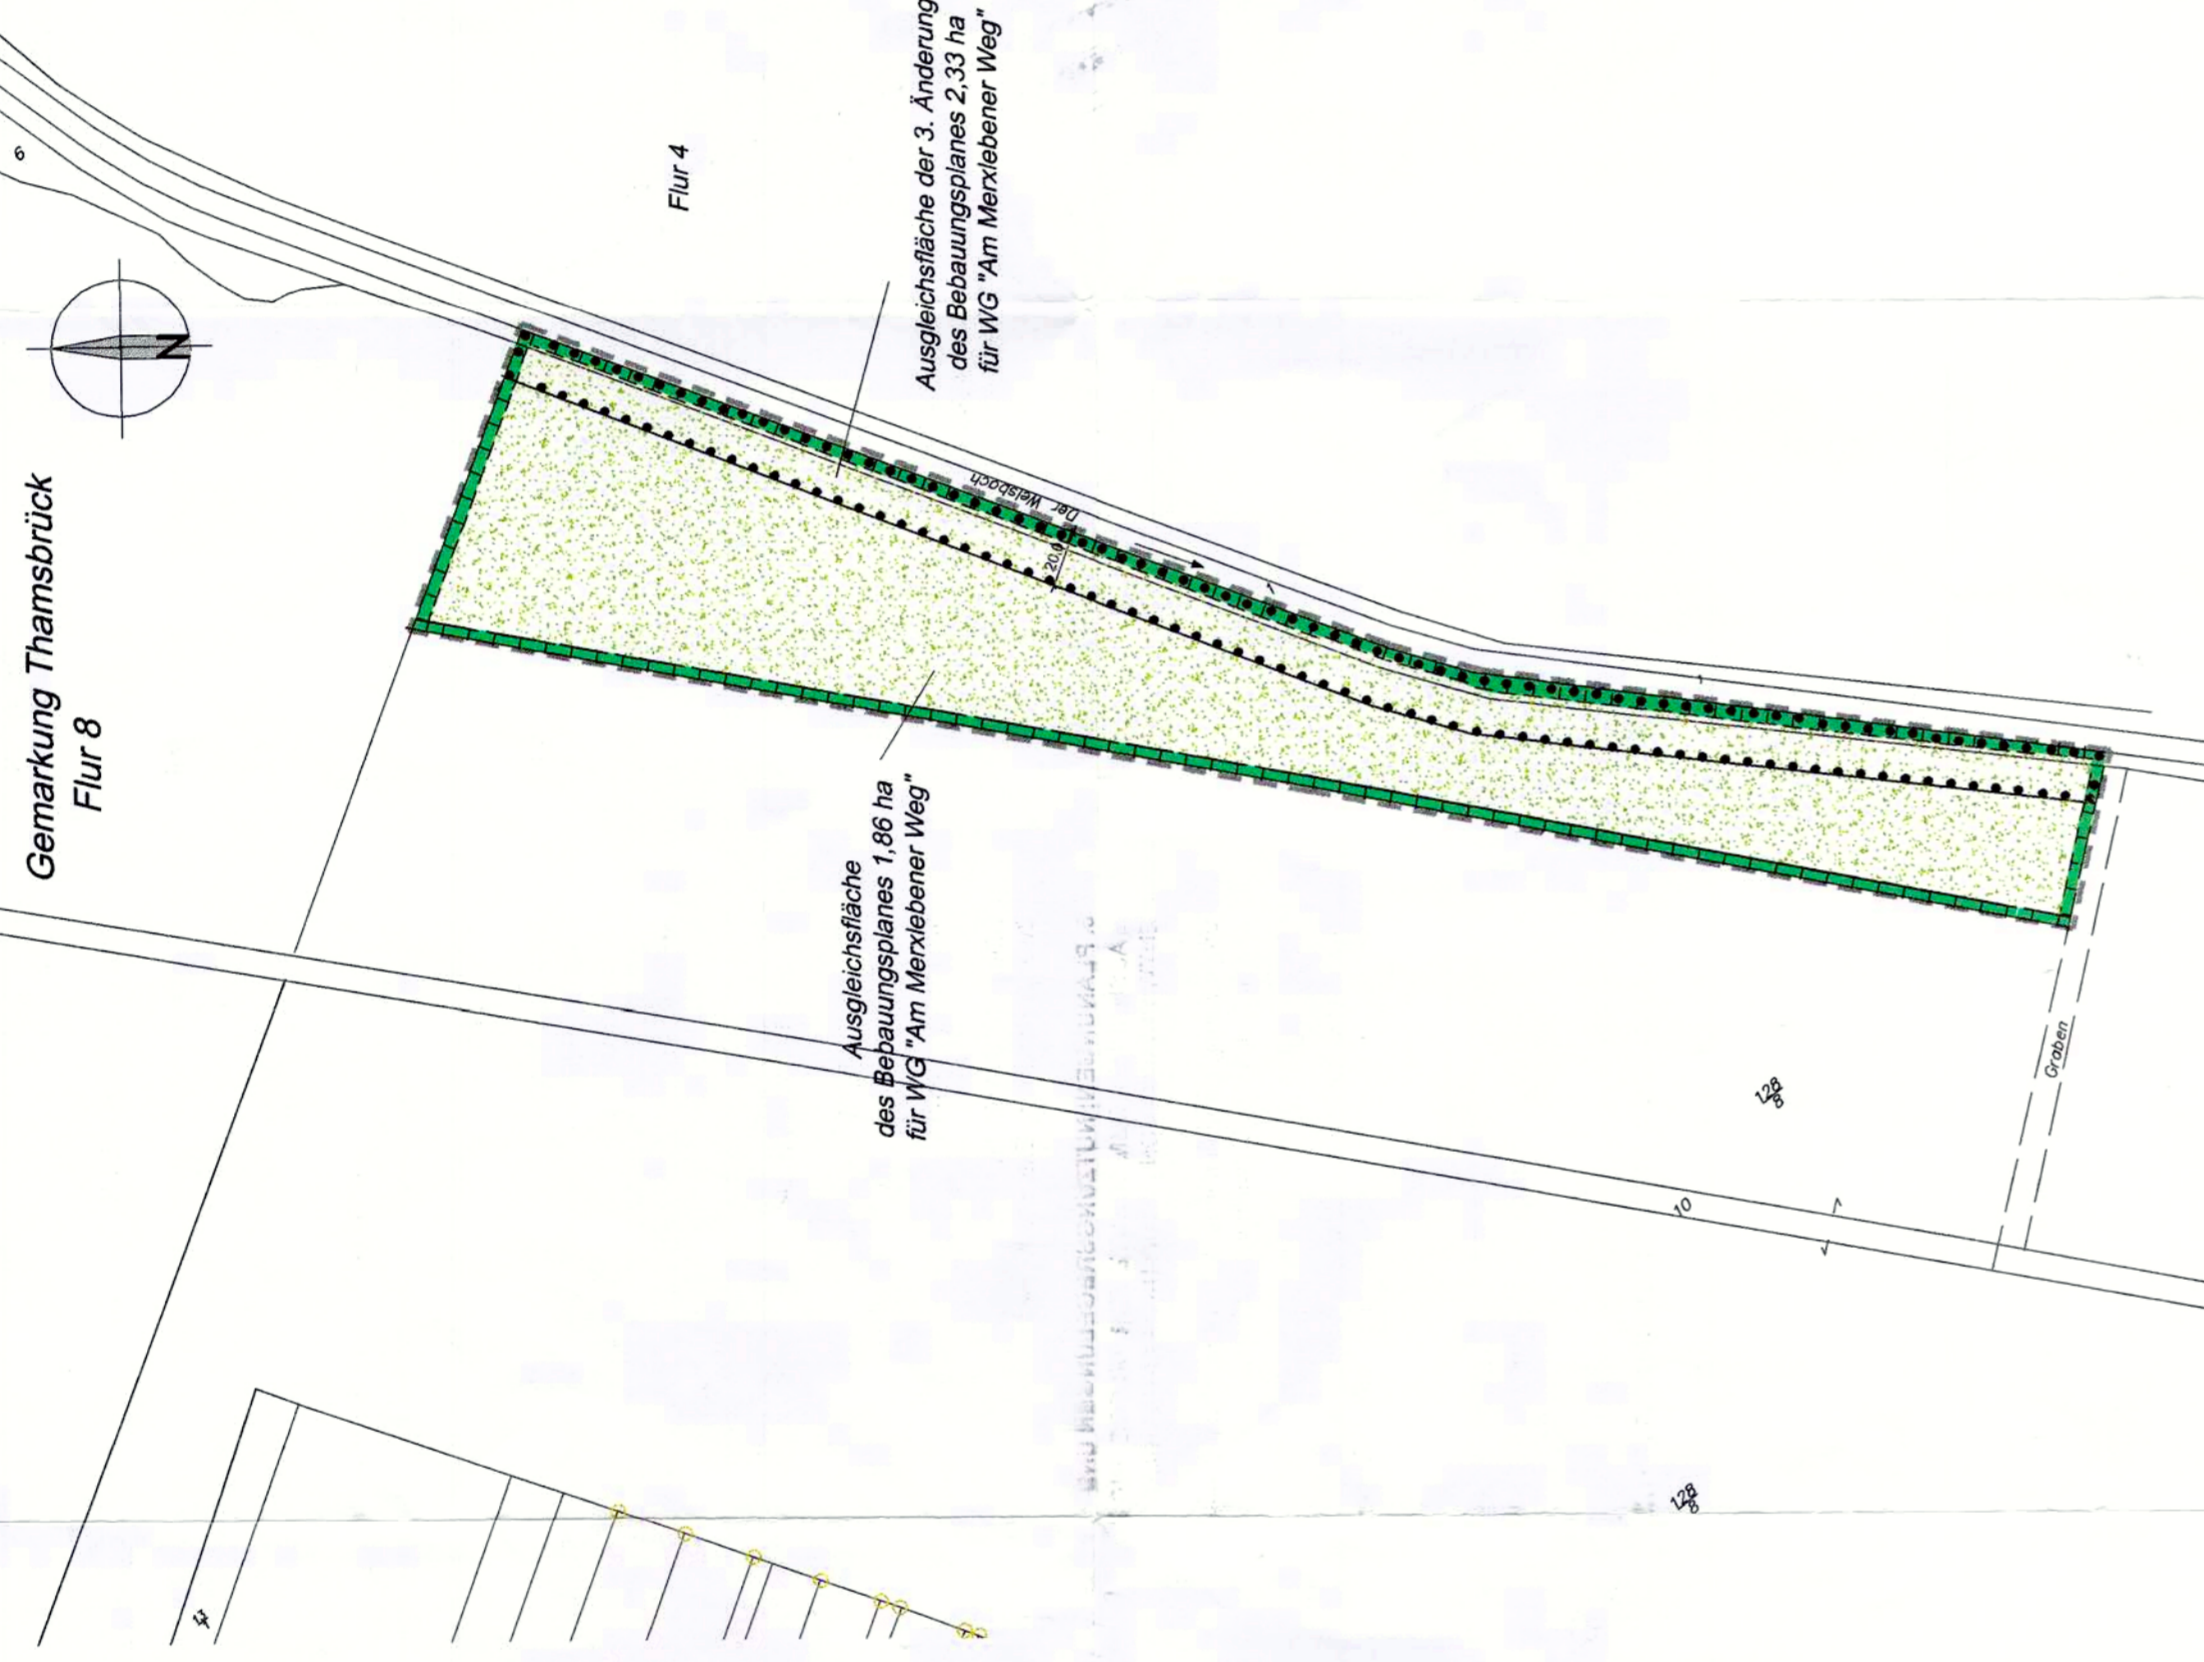 Gemarkung Thamsbrück
Flur 8
N
6
Flur 4
Ausgleichsfläche der 3. Änderung
des Bebauungsplanes 2,33 ha
für WG "Am Merxlebener Weg"
Der Welsbach
20,0
Ausgleichsfläche
des Bebauungsplanes 1,86 ha
für WG "Am Merxlebener Weg"
Graben
128
8
10
128
8